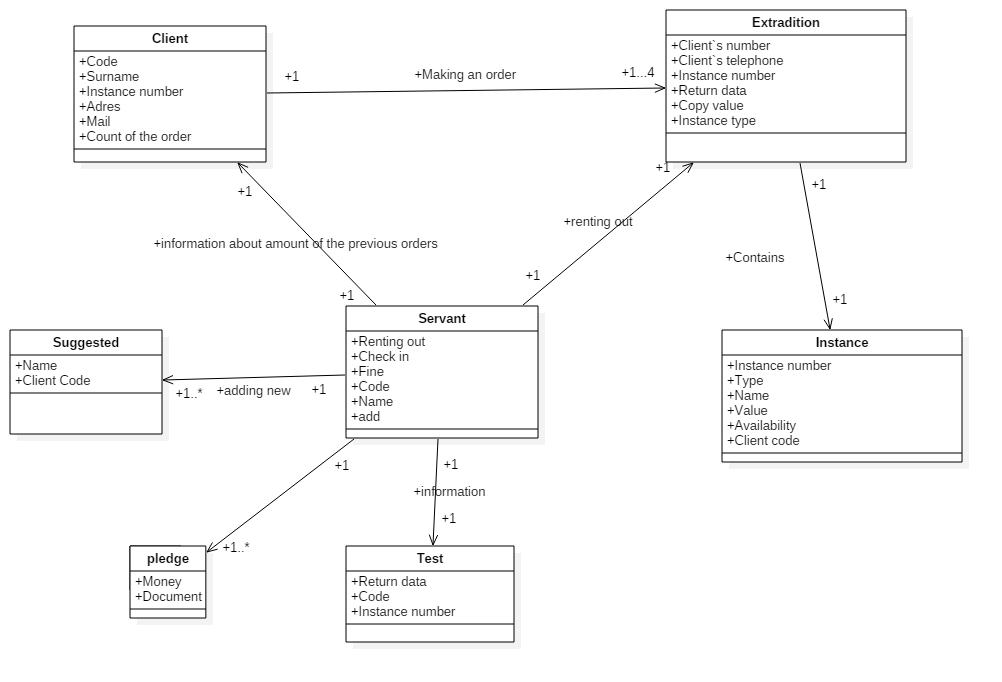 Client
+Code
+Surname
+Instance number
+Adres
+Mail
+Count of the order
+1
+Making an order
+1...4
Extradition
+Client`s number
+Client`s telephone
+Instance number
+Return data
+Copy value
+Instance type
+1
+information about amount of the previous orders
+1
+1
+renting out
+1
+1
+Contains
+1
Servant
+Renting out
+Check in
+Fine
+Code
+Name
+add
Suggested
+Name
+Client Code
+1..*
+adding new
+1
Instance
+Instance number
+Type
+Name
+Value
+Availability
+Client code
+1
+1..*
+1
+information
+1
pledge
+Money
+Document
Test
+Return data
+Code
+Instance number